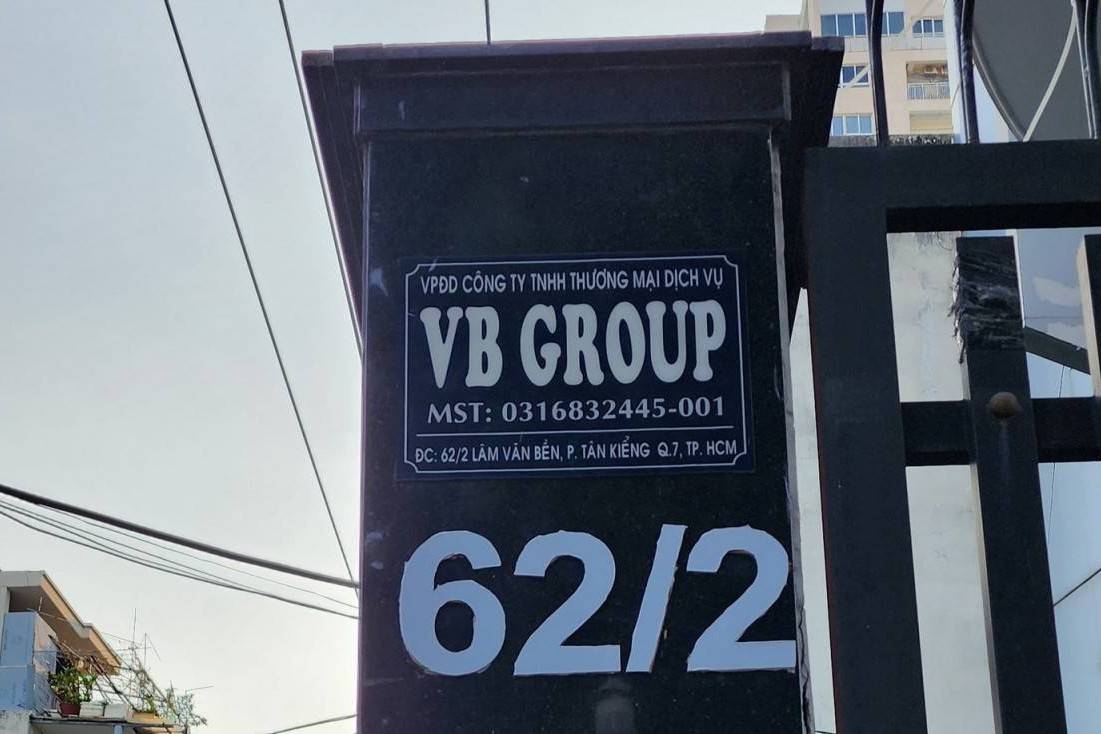 VPĐD CÔNG TY TNHH THƯƠNG MẠI DỊCH VỤ
VB GROUP
MST: 0316832445-001
ĐC: 62/2 LÂM VĂN BỀN, P. TÂN KIỂNG Q.7, TP. HCM
62/2